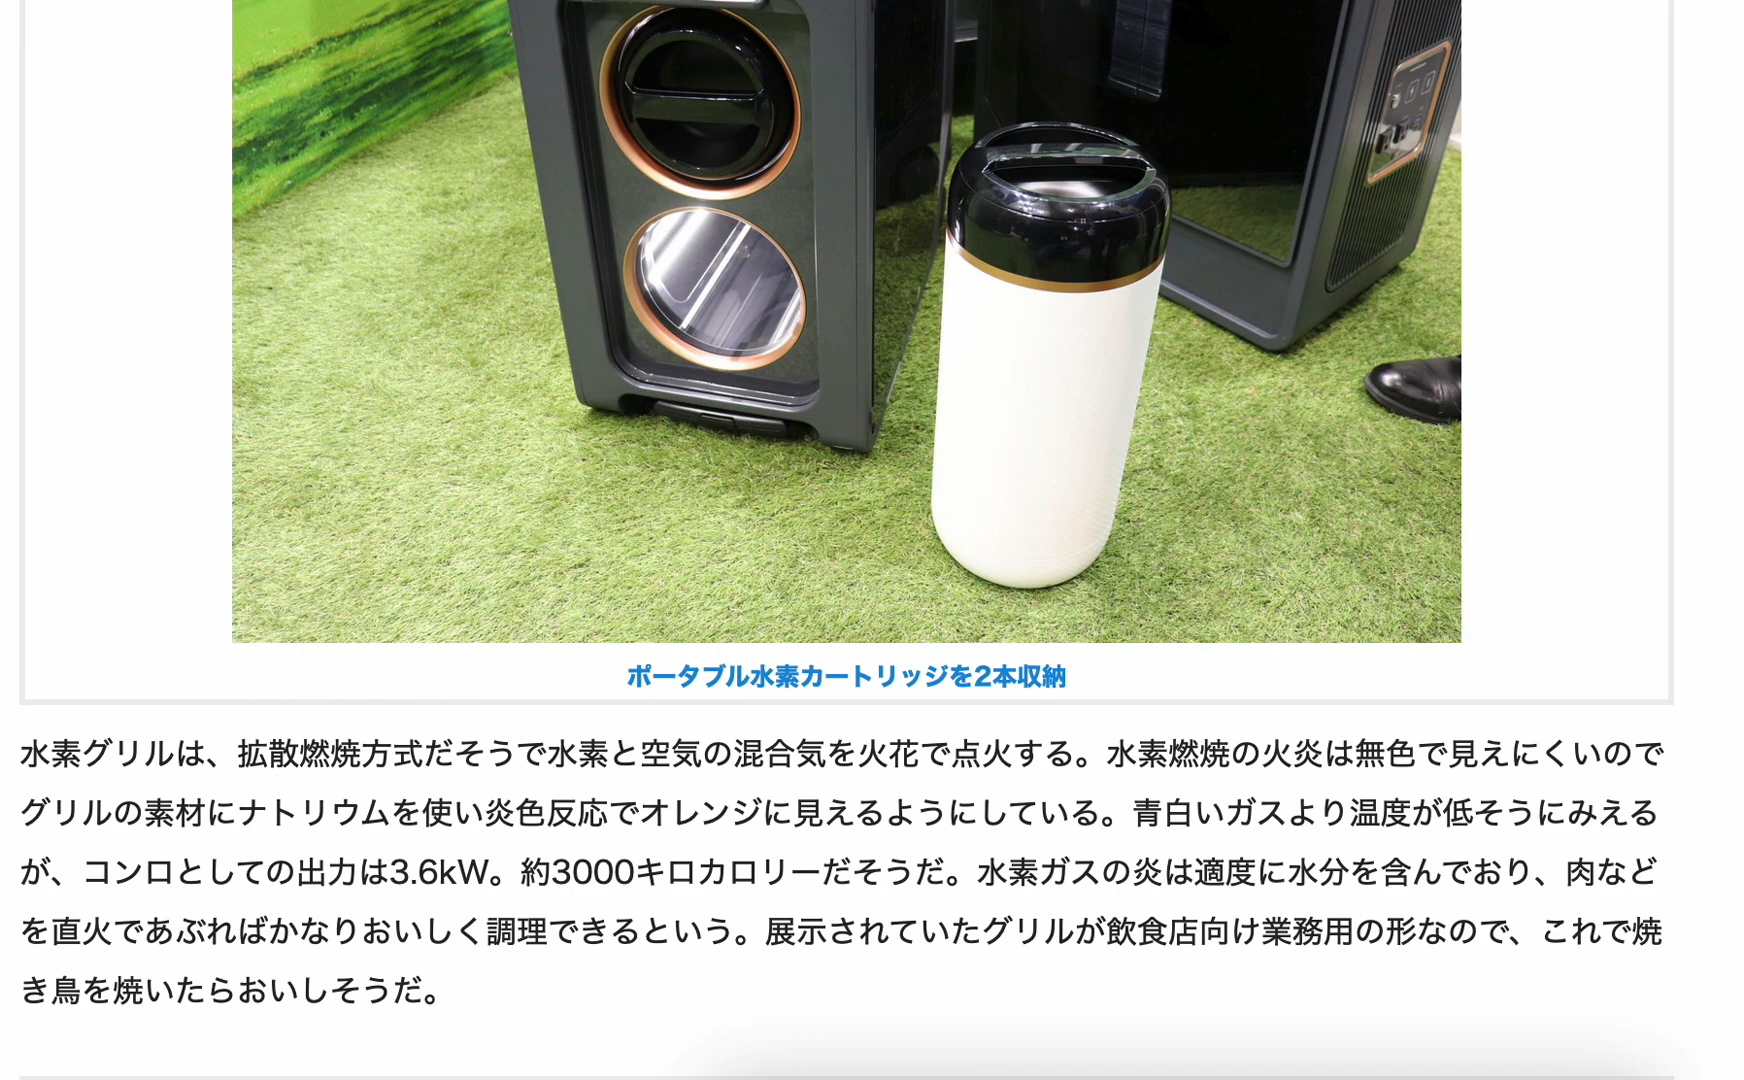 ポータブル水素カートリッジを2本収納
水素グリルは、拡散燃焼方式だそうで水素と空気の混合気を火花で点火する。水素燃焼の火炎は無色で見えにくいので
グリルの素材にナトリウムを使い炎色反応でオレンジに見えるようにしている。青白いガスより温度が低そうにみえる
が、コンロとしての出力は3.6kW。約3000キロカロリーだそうだ。水素ガスの炎は適度に水分を含んでおり、肉など
を直火であぶればかなりおいしく調理できるという。展示されていたグリルが飲食店向け業務用の形なので、これで焼
き鳥を焼いたらおいしそうだ。